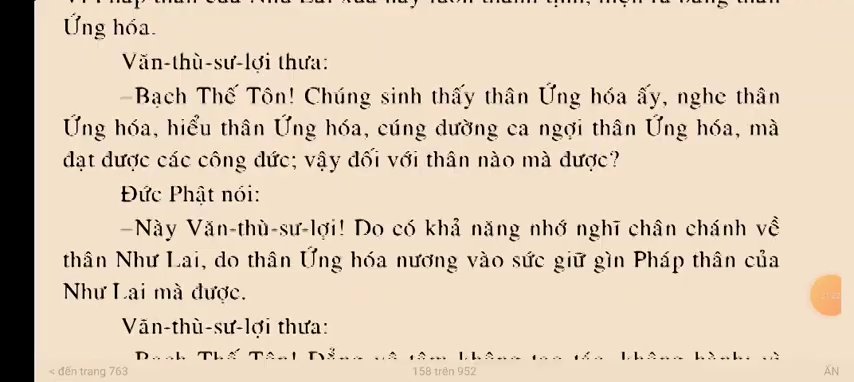 Ứng hóa.
Văn-thù-sư-lợi thưa:
–Bạch Thế Tôn! Chúng sinh thấy thân Ứng hóa ấy, nghe thân
Ứng hóa, hiểu thân Ứng hóa, cúng dường ca ngợi thân Ứng hóa, mà
đạt được các công đức; vậy đối với thân nào mà được?
Đức Phật nói:
–Này Văn-thù-sư-lợi! Do có khả năng nhớ nghĩ chân chánh về
thân Như Lai, do thân Ứng hóa nương vào sức giữ gìn Pháp thân của
Như Lai mà được.
Văn-thù-sư-lợi thưa:
< đến trang 763 158 trên 952 ẨN